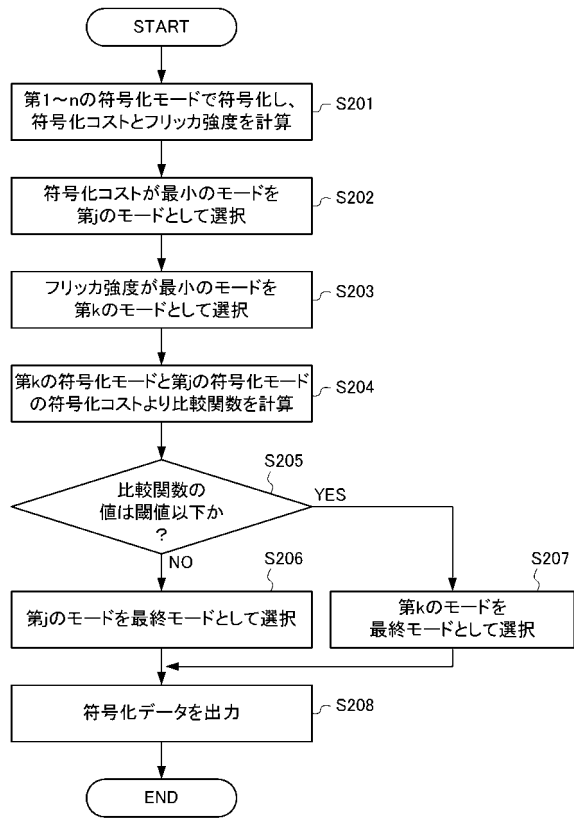 START
第1~nの符号化モードで符号化し、
符号化コストとフリッカ強度を計算
S201
符号化コストが最小のモードを
第jのモードとして選択
S202
フリッカ強度が最小のモードを
第kのモードとして選択
S203
第kの符号化モードと第jの符号化モード
の符号化コストより比較関数を計算
S204
比較関数の
値は閾値以下か
?
S205
YES
NO
S206
第jのモードを最終モードとして選択
S207
第kのモードを
最終モードとして選択
符号化データを出力
S208
END